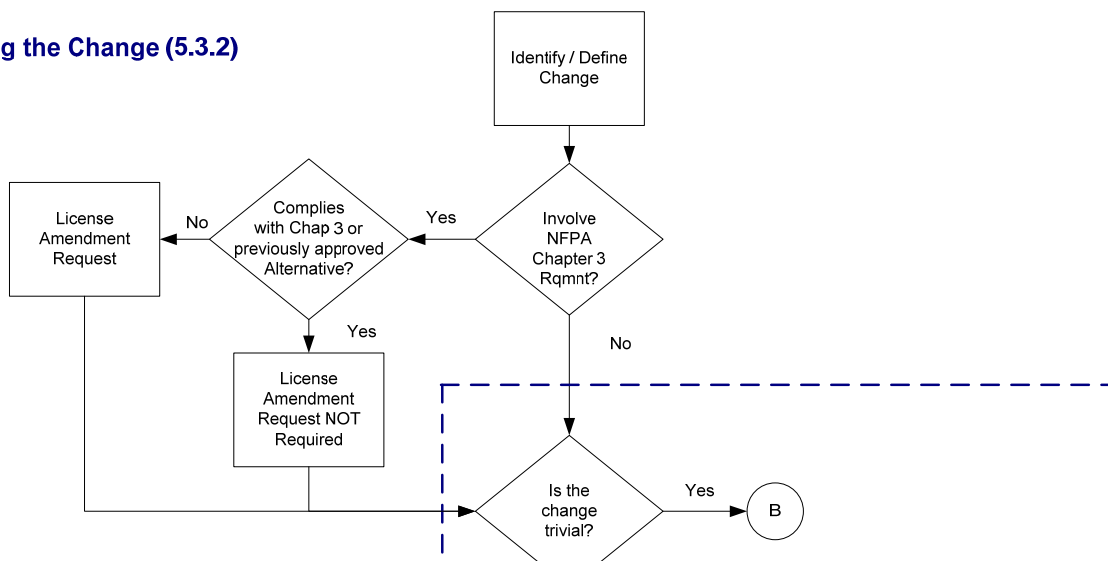 g the Change (5.3.2)
Identify / Define
Change
Involve
NFPA
Chapter 3
Rqmnt?
Yes
Complies
with Chap 3 or
previously approved
Alternative?
No
License
Amendment
Request
Yes
License
Amendment
Request NOT
Required
No
Is the
change
trivial?
Yes
B